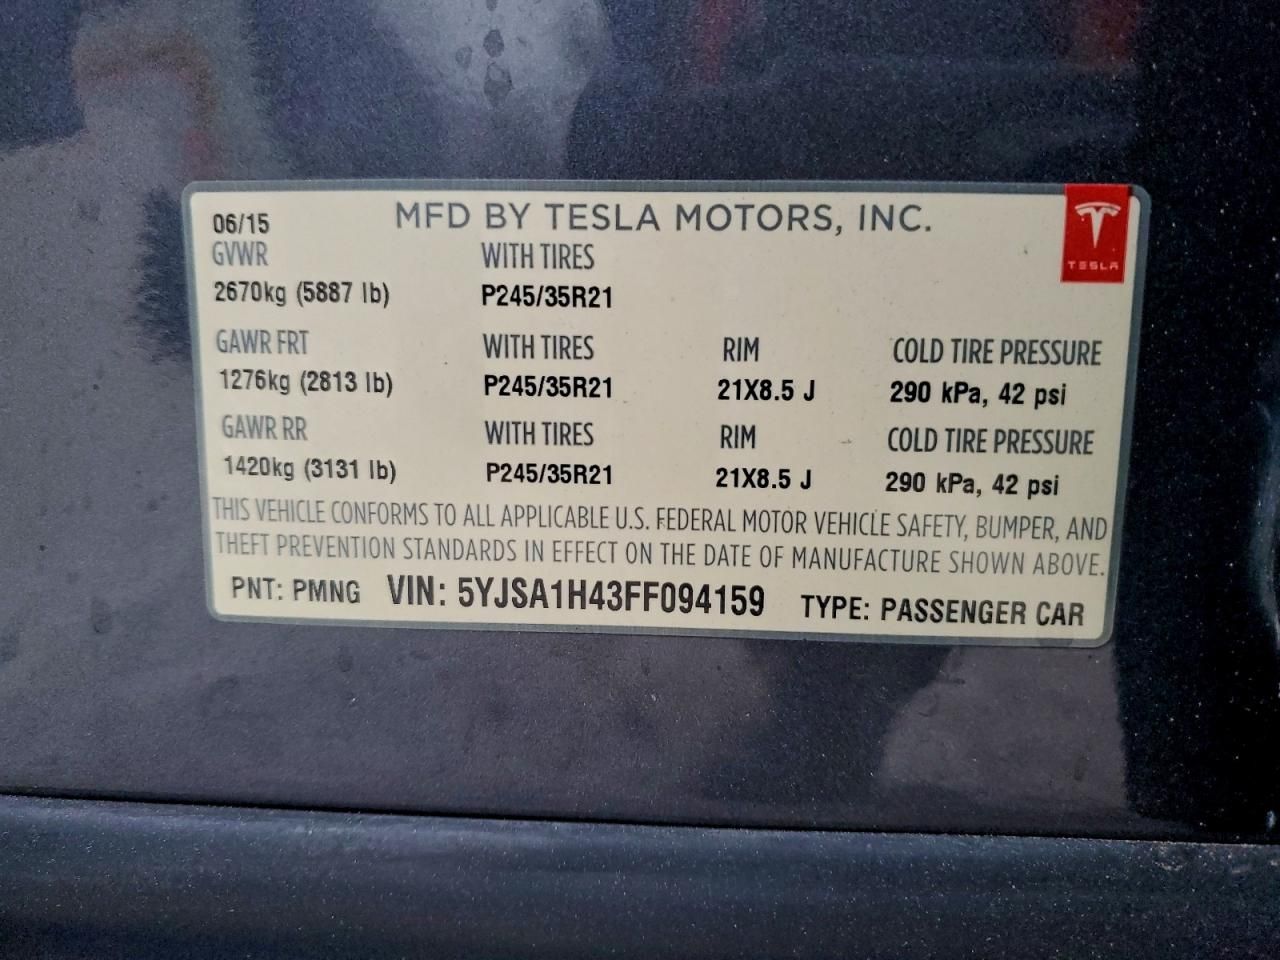 06/15 MFD BY TESLA MOTORS, INC.
TESLA
GVWR WITH TIRES
2670kg (5887 lb) P245/35R21
GAWR FRT WITH TIRES RIM COLD TIRE PRESSURE
1276kg (2813 lb) P245/35R21 21X8.5 J 290 kPa, 42 psi
GAWR RR WITH TIRES RIM COLD TIRE PRESSURE
1420kg (3131 lb) P245/35R21 21X8.5 J 290 kPa, 42 psi
THIS VEHICLE CONFORMS TO ALL APPLICABLE U.S. FEDERAL MOTOR VEHICLE SAFETY, BUMPER, AND
THEFT PREVENTION STANDARDS IN EFFECT ON THE DATE OF MANUFACTURE SHOWN ABOVE.
PNT: PMNG VIN: 5YJSA1H43FF094159 TYPE: PASSENGER CAR